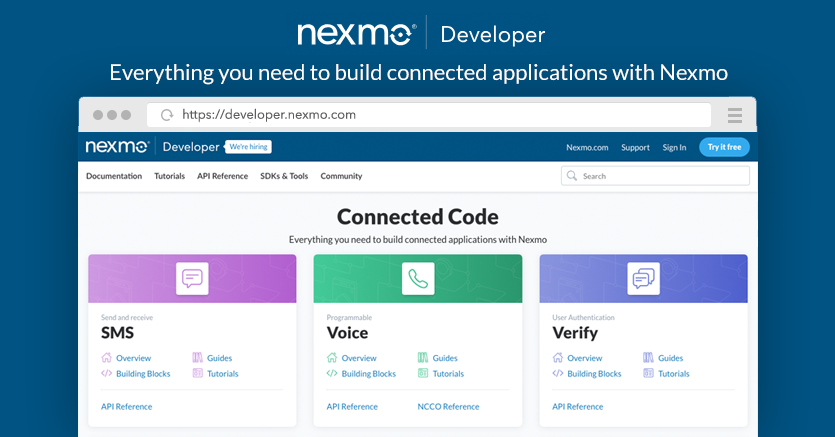 nexmo® Developer
Everything you need to build connected applications with Nexmo
https://developer.nexmo.com
nexmo® Developer We're hiring Nexmo.com Support Sign In Try it free
Documentation Tutorials API Reference SDKs & Tools Community Search
Connected Code
Everything you need to build connected applications with Nexmo
Send and receive
SMS
Overview Guides
Building Blocks Tutorials
API Reference
Programmable
Voice
Overview Guides
Building Blocks Tutorials
API Reference NCCO Reference
User Authentication
Verify
Overview Guides
Building Blocks Tutorials
API Reference